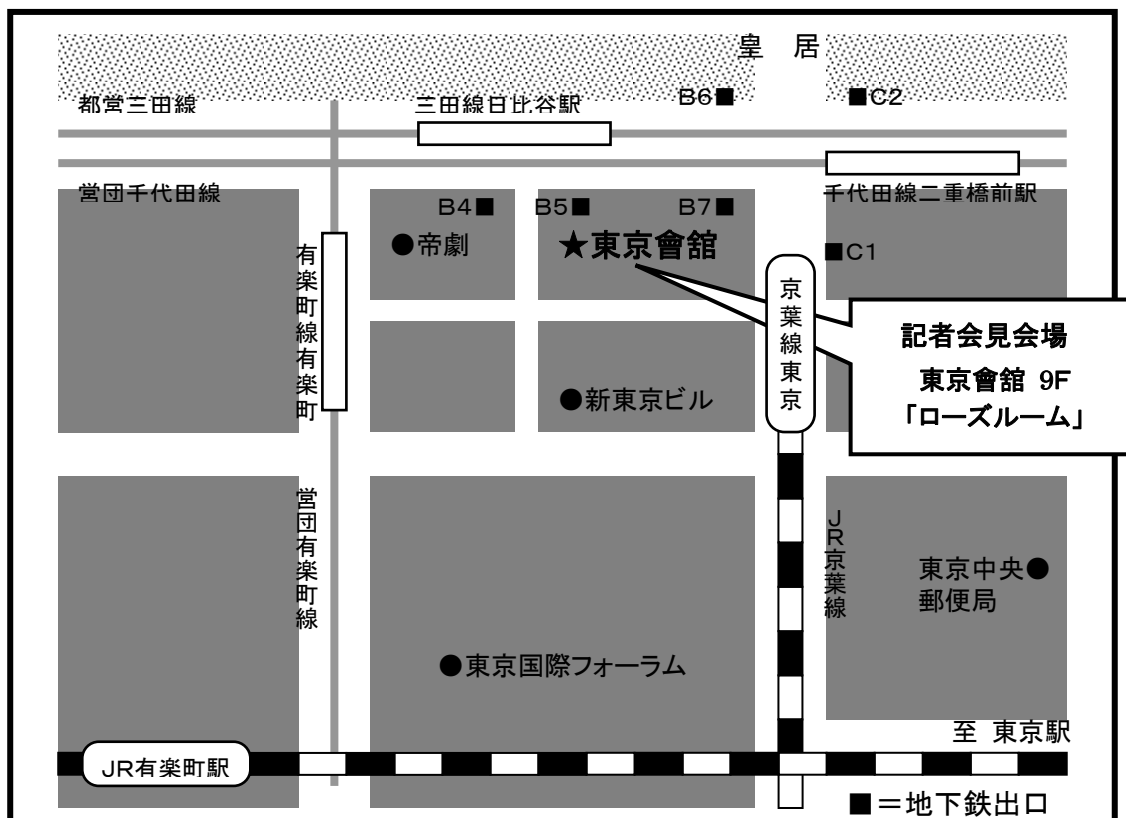 皇 居
都営三田線
三田線日比谷駅
B6■
■C2
営団千代田線
千代田線二重橋前駅
B4■
B5■
B7■
●帝劇
★東京會舘
■C1
有楽町線有楽町
京葉線東京
記者会見会場
東京會舘 9F
「ローズルーム」
●新東京ビル
営団有楽町線
JR京葉線
東京中央●
郵便局
●東京国際フォーラム
至 東京駅
JR有楽町駅
■=地下鉄出口